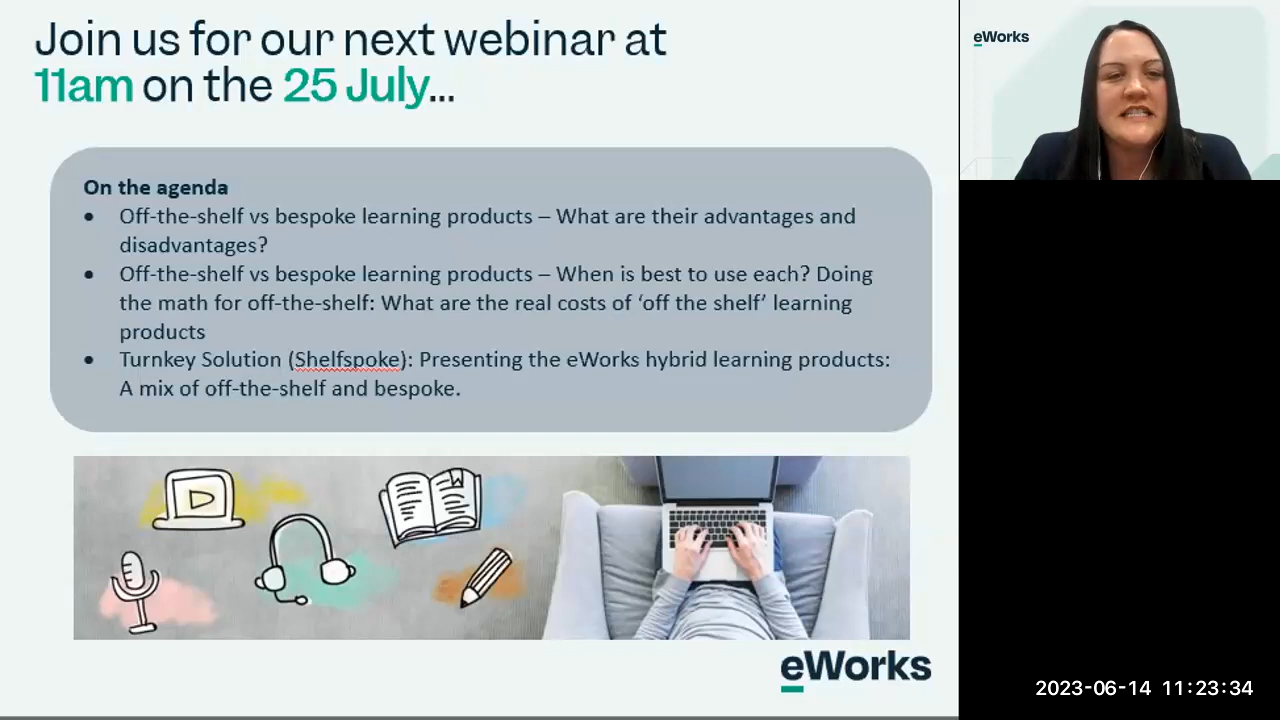 Join us for our next webinar at
11am on the 25 July...
On the agenda
• Off-the-shelf vs bespoke learning products – What are their advantages and
disadvantages?
• Off-the-shelf vs bespoke learning products – When is best to use each? Doing
the math for off-the-shelf: What are the real costs of ‘off the shelf’ learning
products
• Turnkey Solution (Shelfspoke): Presenting the eWorks hybrid learning products:
A mix of off-the-shelf and bespoke.
eWorks
eWorks
2023-06-14 11:23:34